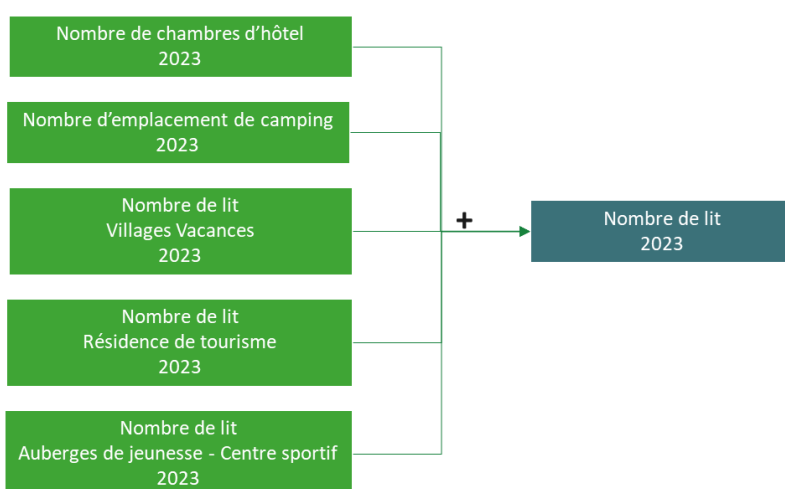 Nombre de chambres d'hôtel
2023
Nombre d'emplacement de camping
2023
Nombre de lit
Villages Vacances
2023
+
Nombre de lit
2023
Nombre de lit
Résidence de tourisme
2023
Nombre de lit
Auberges de jeunesse - Centre sportif
2023